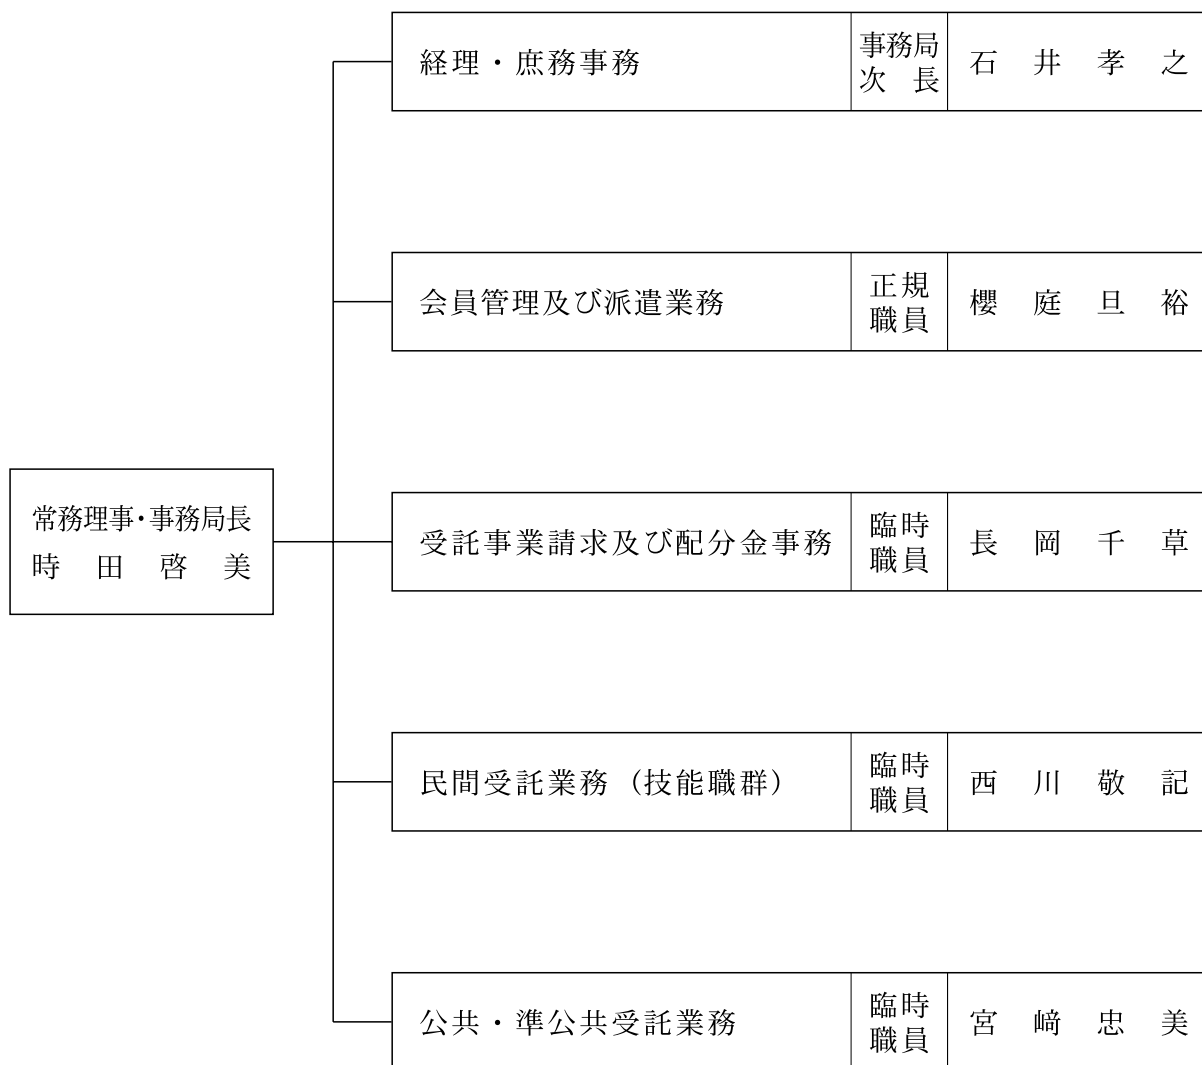 経理・庶務事務
事務局
次長
石井孝之
会員管理及び派遣業務
正規
職員
櫻庭旦裕
常務理事・事務局長
時田啓美
受託事業請求及び配分金事務
臨時
職員
長岡千草
民間受託業務（技能職群）
臨時
職員
西川敬記
公共・準公共受託業務
臨時
職員
宮﨑忠美